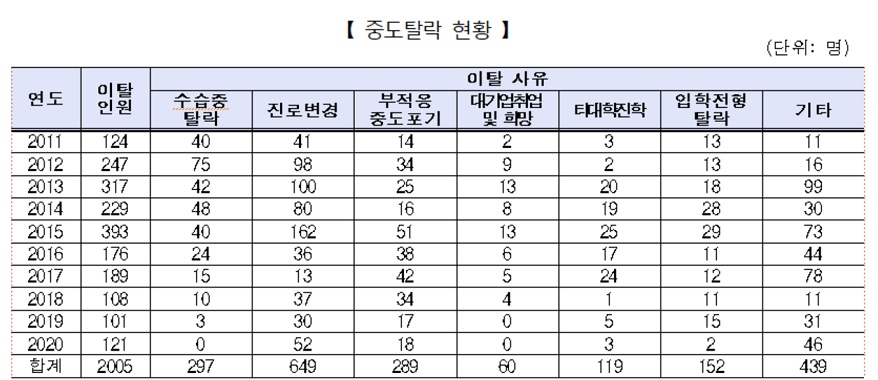 【 중도탈락 현황 】
(단위: 명)
연도 이탈 인원 이탈 사유
수습중 탈락 진로변경 부적응 중도포기 대기업취업 및 희망 타대학진학 입학전형 탈락 기타
2011 124 40 41 14 2 3 13 11
2012 247 75 98 34 9 2 13 16
2013 317 42 100 25 13 20 18 99
2014 229 48 80 16 8 19 28 30
2015 393 40 162 51 13 25 29 73
2016 176 24 36 38 6 17 11 44
2017 189 15 13 42 5 24 12 78
2018 108 10 37 34 4 1 11 11
2019 101 3 30 17 0 5 15 31
2020 121 0 52 18 0 3 2 46
합계 2005 297 649 289 60 119 152 439